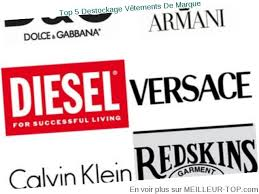 Top 5 Destockage Vêtements De Marque
D&G
DOLCE & GABBANA
ARMANI
DIESEL
FOR SUCCESSFUL LIVING
VERSACE
Calvin Klein
REDSKINS
GARMENT
En voir plus sur MEILLEUR-TOP.com